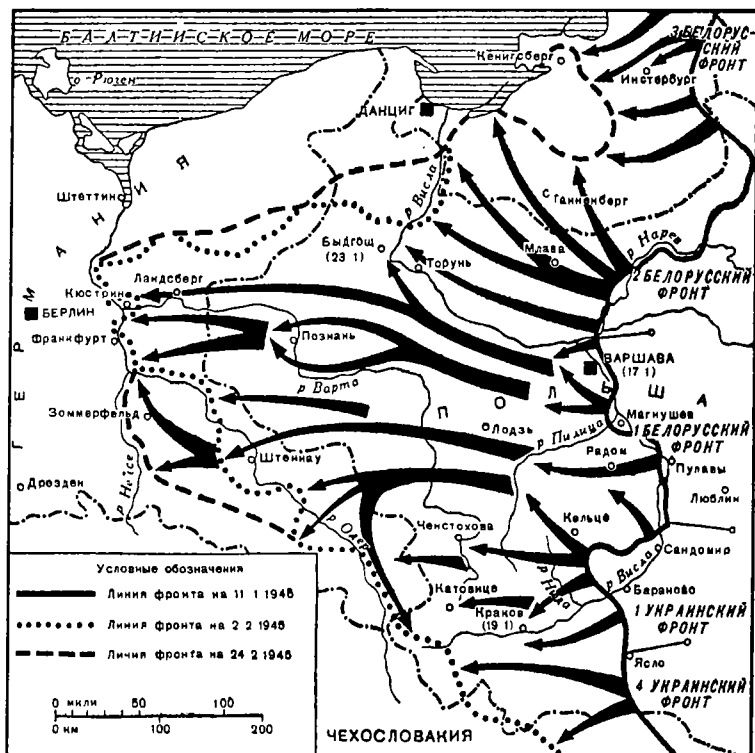 БАЛТИЙСКОЕ МОРЕ
о-Рюген
Кенигсберг
3 БЕЛОРУС-
СКИЙ
ФРОНТ
Инстербург
ДАНЦИГ
Штеттин
р Висла
Танненберг
Быдгощ
(23 1)
Торунь
Млава
р Нарев
2 БЕЛОРУССКИЙ
ФРОНТ
Ландсберг
Кюстрин
БЕРЛИН
Франкфурт
Познань
ВАРШАВА
(17 1)
р Варта
ПОЛЬША
ГЕРМАНИЯ
Зоммерфельд
Лодзь
р Пилица
Магнушев
1 БЕЛОРУССКИЙ
ФРОНТ
Штейнау
Радом
Пулавы
Дрозден
р Нейсе
Люблин
р Одер
Ченстохова
Кельце
Сандомир
р Висла
Катовице
р Нида
Бараново
Краков
(19 1)
1 УКРАИНСКИЙ
ФРОНТ
Ясло
4 УКРАИНСКИЙ
ФРОНТ
ЧЕХОСЛОВАКИЯ
Условные обозначения
Линия фронта на 11 1 1945
Линия фронта на 2 2 1945
Линия фронта на 24 2 1945
0 мили 50 100
0 км 100 200